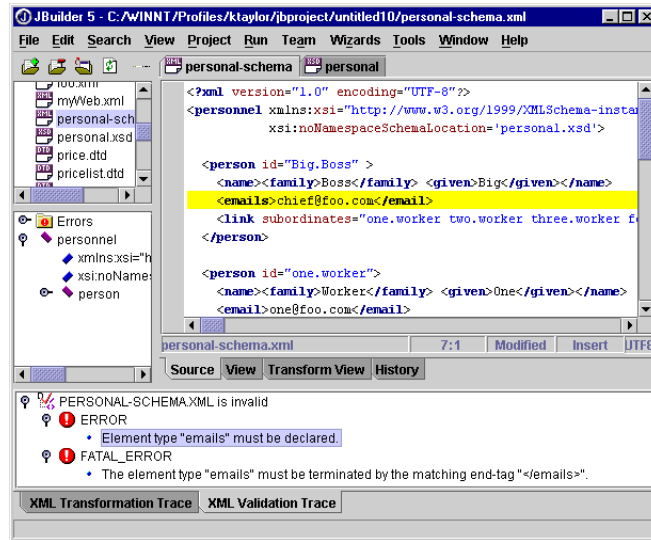 JBuilder 5 - C:/WINNT/Profiles/ktaylor/jbproject/untitled10/personal-schema.xml
File Edit Search View Project Run Team Wizards Tools Window Help
personal-schema personal
foo.xml
myWeb.xml
personal-sch
personal.xsd
price.dtd
pricelist.dtd
<?xml version="1.0" encoding="UTF-8"?>
<personnel xmlns:xsi="http://www.w3.org/1999/XMLSchema-instan
xsi:noNamespaceSchemaLocation='personal.xsd'>
<person id="Big.Boss" >
<name><family>Boss</family> <given>Big</given></name>
<emails>chief@foo.com</email>
<link subordinates="one.worker two.worker three.worker f
</person>
<person id="one.worker">
<name><family>Worker</family> <given>One</given></name>
<email>one@foo.com</email>
Errors
personnel
xmlns:xsi="h
xsi:noName
person
personal-schema.xml 7:1 Modified Insert UTF8
Source View Transform View History
PERSONAL-SCHEMA.XML is invalid
ERROR
Element type "emails" must be declared.
FATAL_ERROR
The element type "emails" must be terminated by the matching end-tag "</emails>".
XML Transformation Trace XML Validation Trace